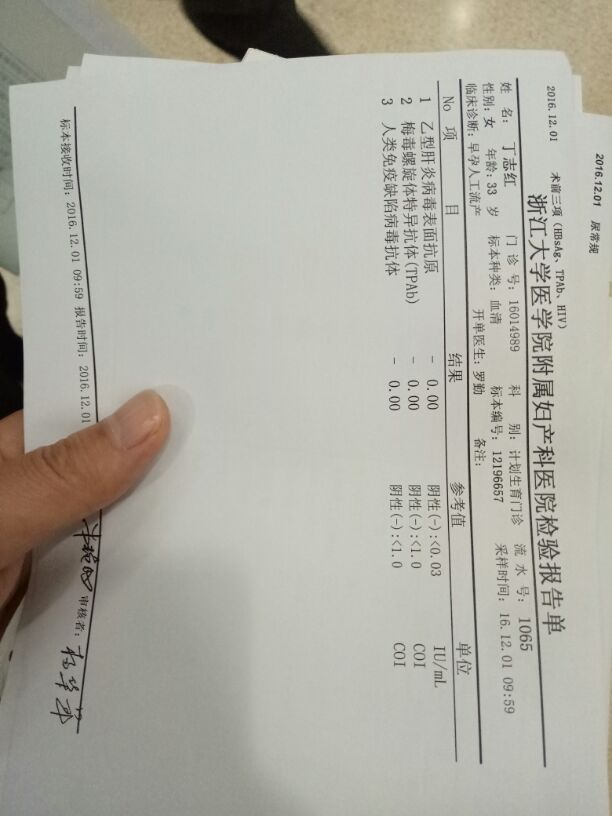 2016.12.01 尿常规
2016.12.01 术前三项(HBsAg、TPAb、HIV)
浙江大学医学院附属妇产科医院检验报告单
姓 名: 丁志红 门 诊 号: 16014989 科 别: 计划生育门诊 流 水 号: 1065
性别: 女 年龄: 33 岁 标本种类: 血清 标本编号: 12196657 采样时间: 16.12.01 09:59
临床诊断: 早孕人工流产 开单医生: 罗勤 备注:
No 项 目 结果 参考值 单位
1 乙型肝炎病毒表面抗原 - 0.00 阴性(-):<0.03 IU/mL
2 梅毒螺旋体特异抗体(TPAb) - 0.00 阴性(-):<1.0 COI
3 人类免疫缺陷病毒抗体 - 0.00 阴性(-):<1.0 COI
标本接收时间: 2016.12.01 09:59 报告时间: 2016.12.01 审核者: